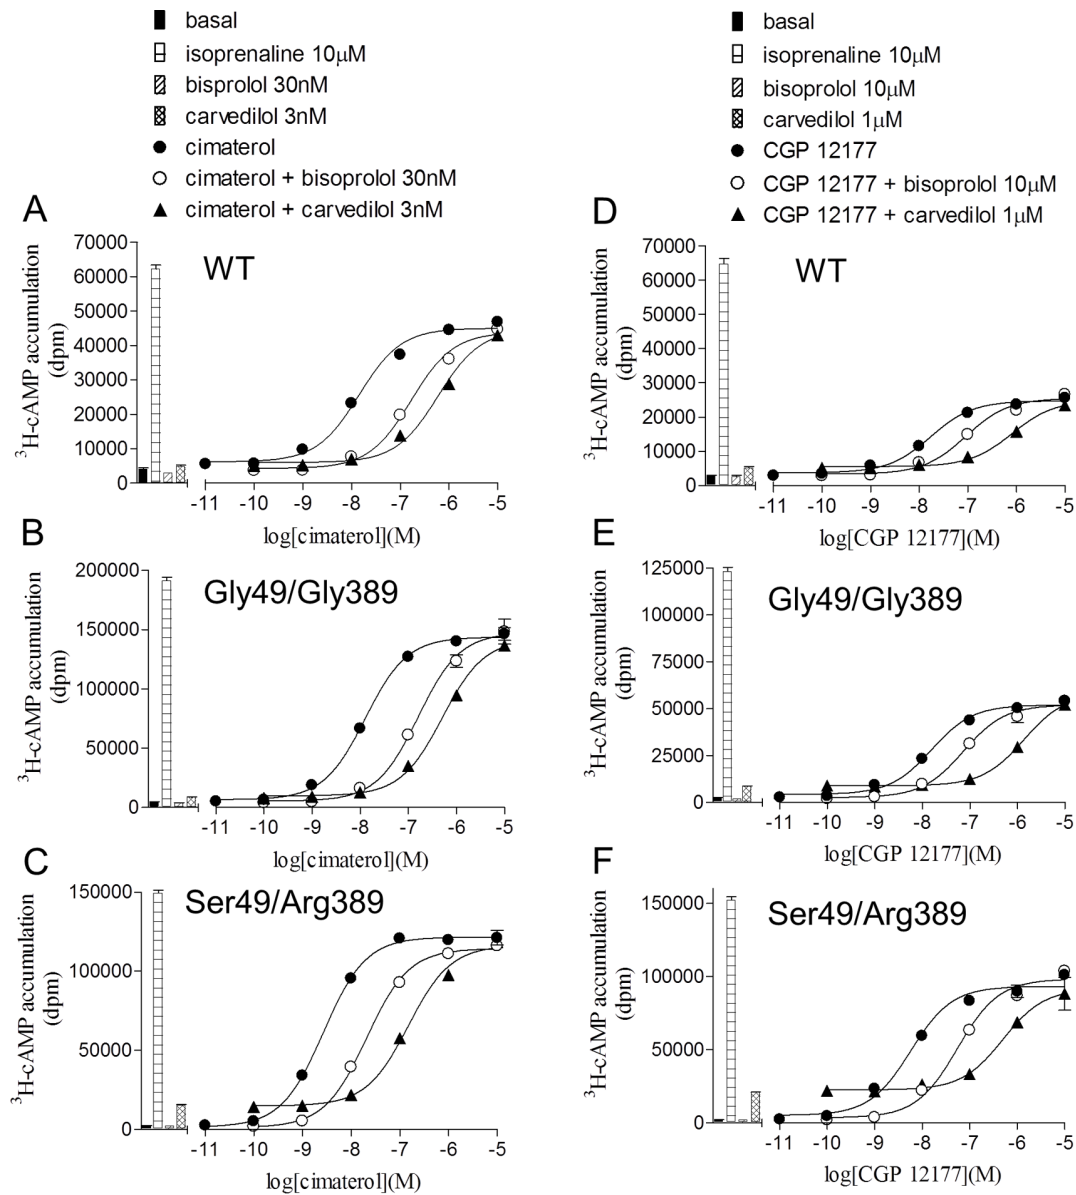 basal
isoprenaline 10µM
bisprolol 30nM
carvedilol 3nM
cimaterol
cimaterol + bisoprolol 30nM
cimaterol + carvedilol 3nM
A
WT
70000
60000
50000
40000
30000
20000
10000
0
³H-cAMP accumulation
(dpm)
-11 -10 -9 -8 -7 -6 -5
log[cimaterol](M)
B
Gly49/Gly389
200000
150000
100000
50000
0
³H-cAMP accumulation
(dpm)
-11 -10 -9 -8 -7 -6 -5
log[cimaterol](M)
C
Ser49/Arg389
150000
100000
50000
0
³H-cAMP accumulation
(dpm)
-11 -10 -9 -8 -7 -6 -5
log[cimaterol](M)
basal
isoprenaline 10µM
bisoprolol 10µM
carvedilol 1µM
CGP 12177
CGP 12177 + bisoprolol 10µM
CGP 12177 + carvedilol 1µM
D
WT
70000
60000
50000
40000
30000
20000
10000
0
³H-cAMP accumulation
(dpm)
-11 -10 -9 -8 -7 -6 -5
log[CGP 12177](M)
E
Gly49/Gly389
125000
100000
75000
50000
25000
0
³H-cAMP accumulation
(dpm)
-11 -10 -9 -8 -7 -6 -5
log[CGP 12177](M)
F
Ser49/Arg389
150000
100000
50000
0
³H-cAMP accumulation
(dpm)
-11 -10 -9 -8 -7 -6 -5
log[CGP 12177](M)